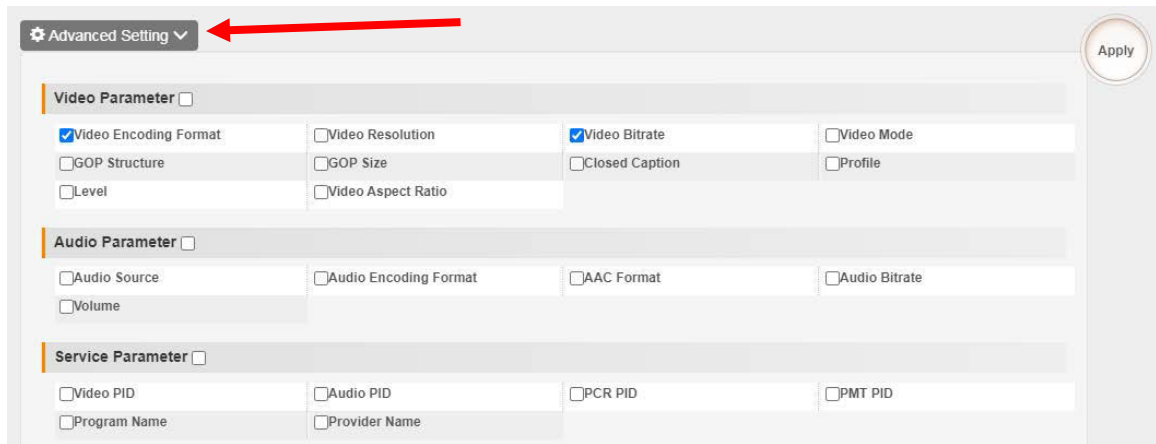 Advanced Setting
Apply
Video Parameter
Video Encoding Format Video Resolution Video Bitrate Video Mode
GOP Structure GOP Size Closed Caption Profile
Level Video Aspect Ratio
Audio Parameter
Audio Source Audio Encoding Format AAC Format Audio Bitrate
Volume
Service Parameter
Video PID Audio PID PCR PID PMT PID
Program Name Provider Name